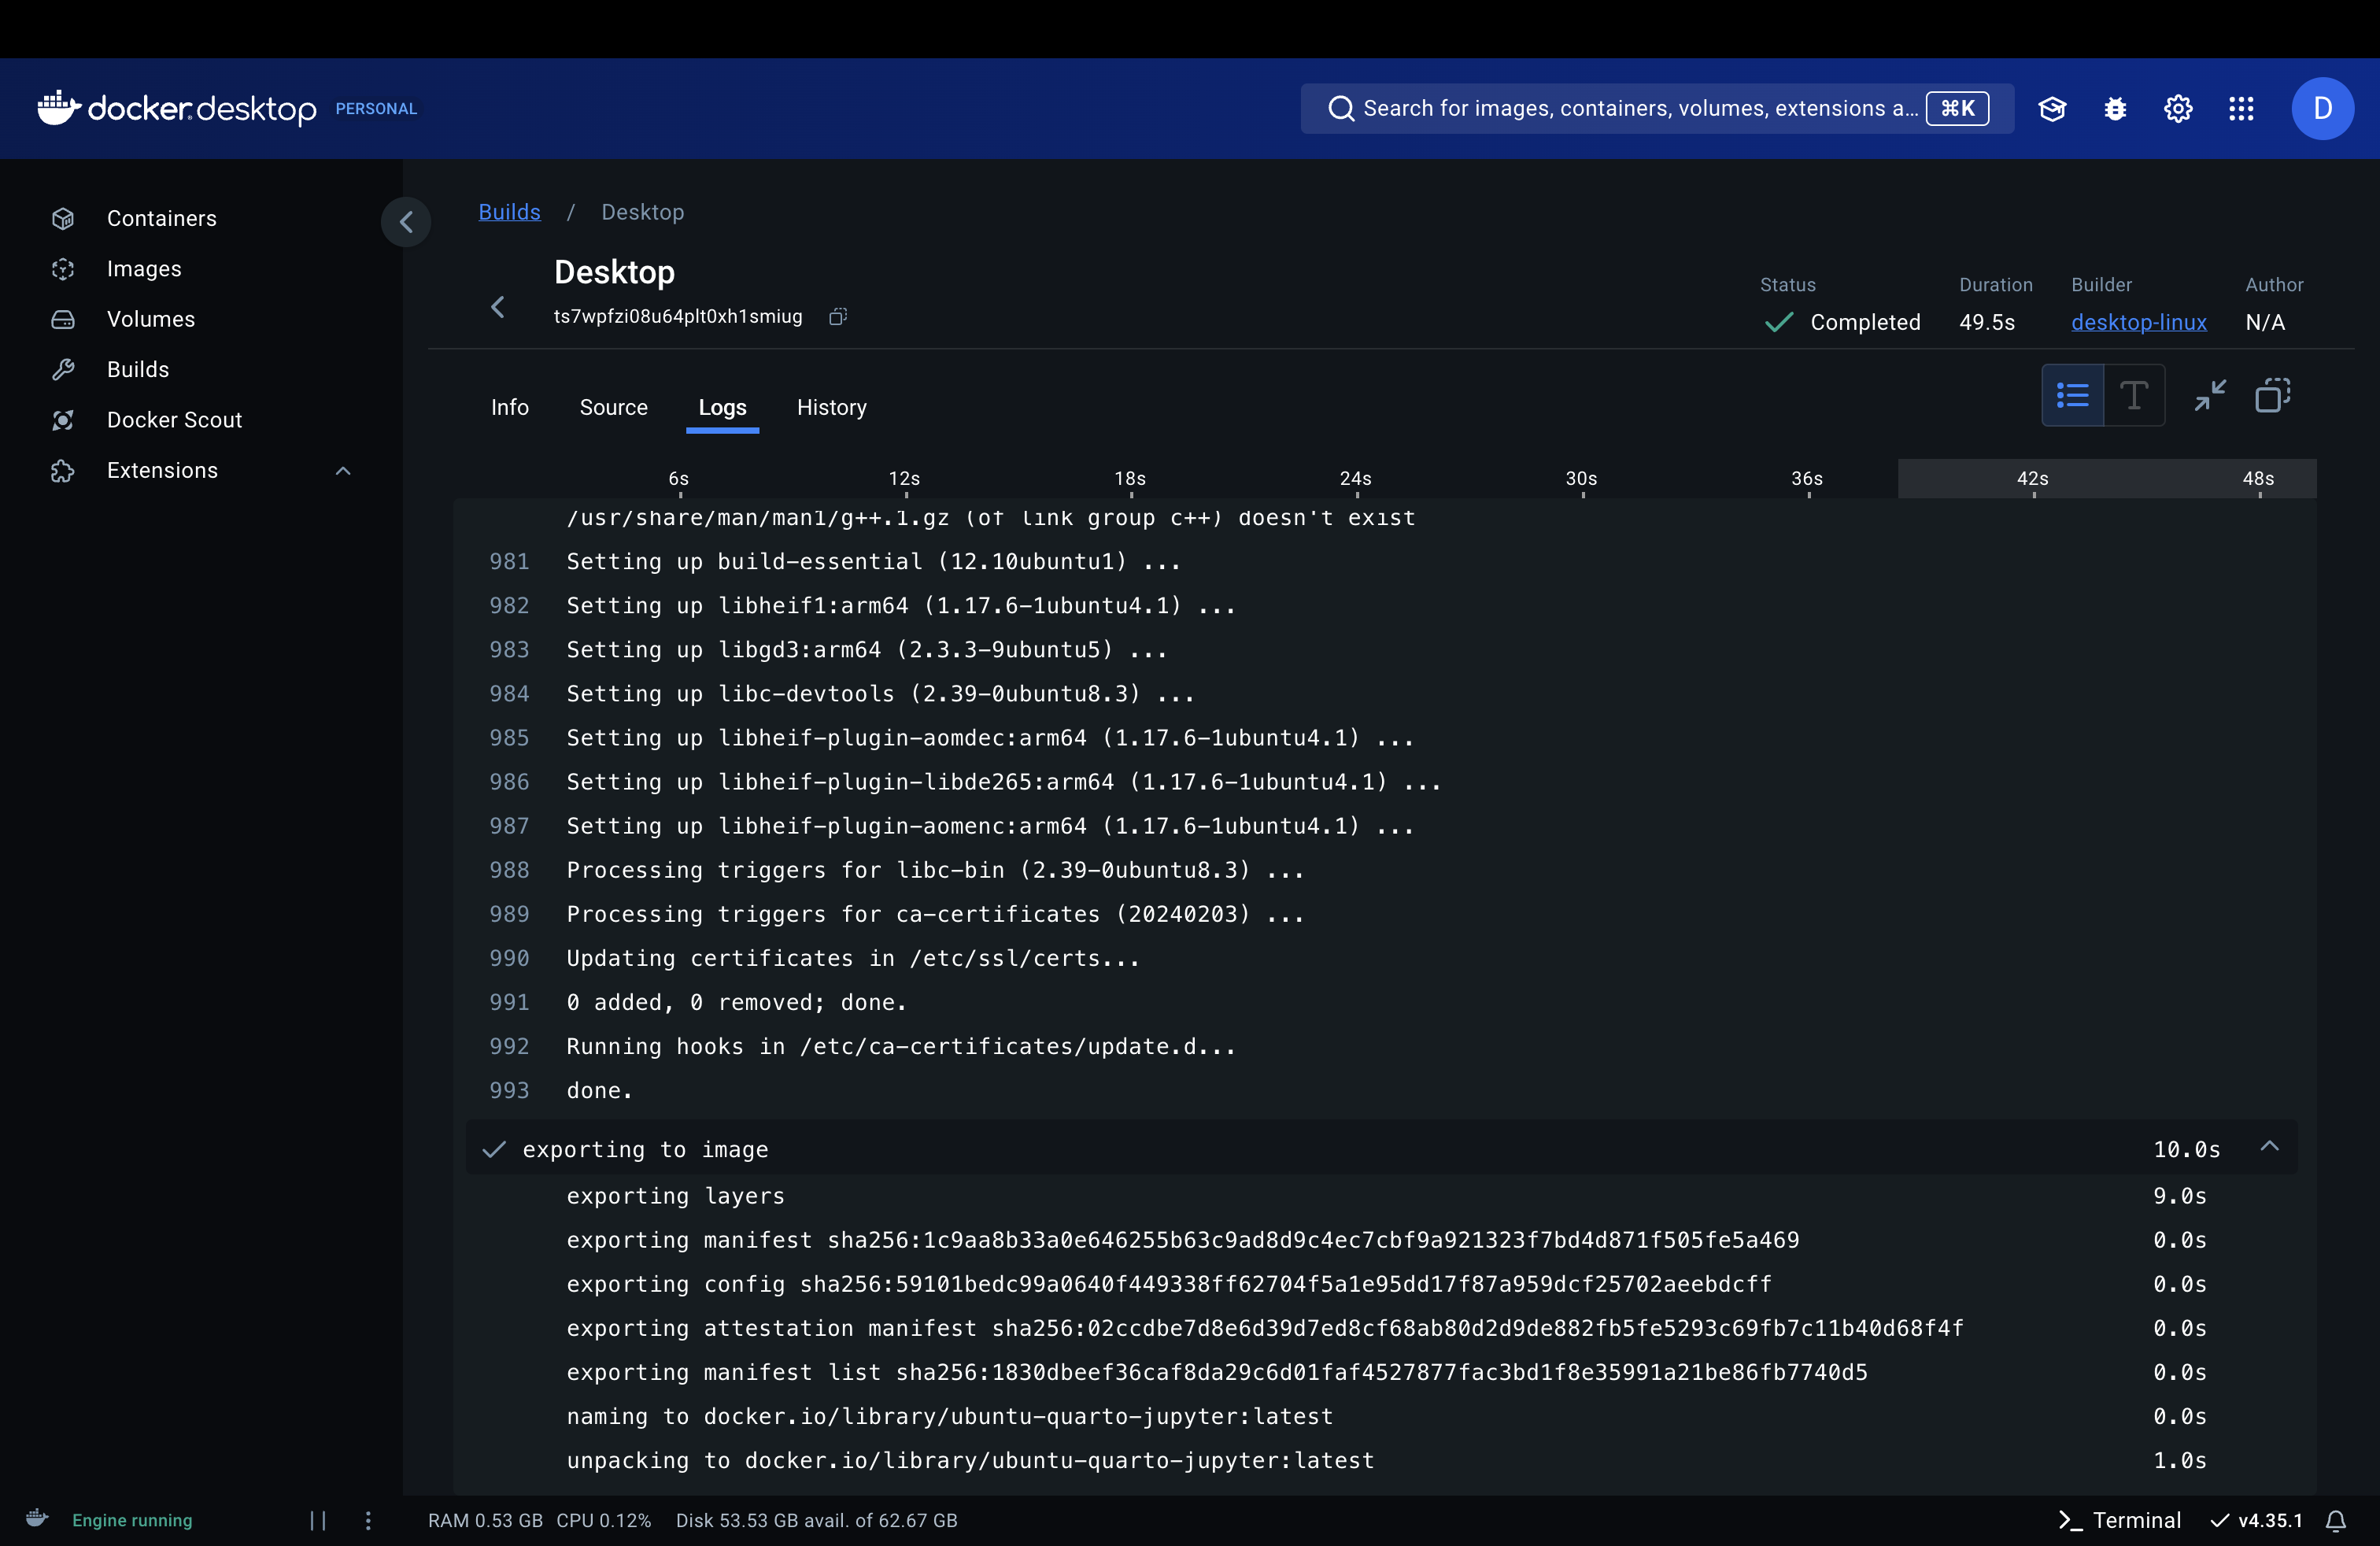 docker desktop PERSONAL
Search for images, containers, volumes, extensions a... ⌘K
D
Containers
Images
Volumes
Builds
Docker Scout
Extensions
Builds / Desktop
Desktop
ts7wpfzi08u64plt0xh1smiug
Status Duration Builder Author
Completed 49.5s desktop-linux N/A
Info Source Logs History
6s 12s 18s 24s 30s 36s 42s 48s
/usr/share/man/man1/g++.1.gz (of link group c++) doesn't exist
981 Setting up build-essential (12.10ubuntu1) ...
982 Setting up libheif1:arm64 (1.17.6-1ubuntu4.1) ...
983 Setting up libgd3:arm64 (2.3.3-9ubuntu5) ...
984 Setting up libc-devtools (2.39-0ubuntu8.3) ...
985 Setting up libheif-plugin-aomdec:arm64 (1.17.6-1ubuntu4.1) ...
986 Setting up libheif-plugin-libde265:arm64 (1.17.6-1ubuntu4.1) ...
987 Setting up libheif-plugin-aomenc:arm64 (1.17.6-1ubuntu4.1) ...
988 Processing triggers for libc-bin (2.39-0ubuntu8.3) ...
989 Processing triggers for ca-certificates (20240203) ...
990 Updating certificates in /etc/ssl/certs...
991 0 added, 0 removed; done.
992 Running hooks in /etc/ca-certificates/update.d...
993 done.
exporting to image 10.0s
exporting layers 9.0s
exporting manifest sha256:1c9aa8b33a0e646255b63c9ad8d9c4ec7cbf9a921323f7bd4d871f505fe5a469 0.0s
exporting config sha256:59101bedc99a0640f449338ff62704f5a1e95dd17f87a959dcf25702aeebdcff 0.0s
exporting attestation manifest sha256:02ccdbe7d8e6d39d7ed8cf68ab80d2d9de882fb5fe5293c69fb7c11b40d68f4f 0.0s
exporting manifest list sha256:1830dbeef36caf8da29c6d01faf4527877fac3bd1f8e35991a21be86fb7740d5 0.0s
naming to docker.io/library/ubuntu-quarto-jupyter:latest 0.0s
unpacking to docker.io/library/ubuntu-quarto-jupyter:latest 1.0s
Engine running RAM 0.53 GB CPU 0.12% Disk 53.53 GB avail. of 62.67 GB Terminal v4.35.1